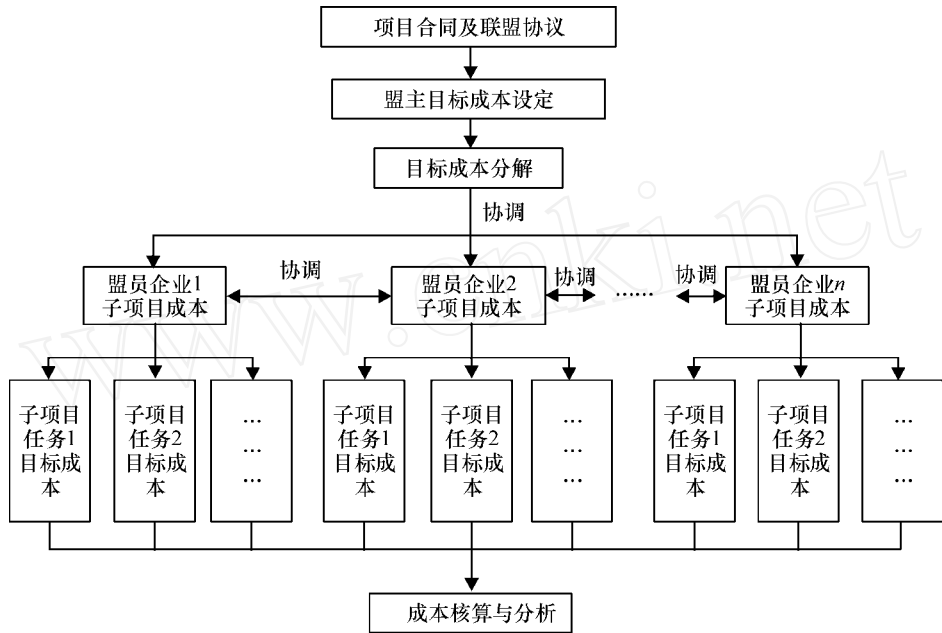 项目合同及联盟协议
盟主目标成本设定
目标成本分解
协调
协调
协调
协调
盟员企业1
子项目成本
盟员企业2
子项目成本
……
盟员企业n
子项目成本
子项目
任务1
目标成
本
子项目
任务2
目标成
本
...
...
...
子项目
任务1
目标成
本
子项目
任务2
目标成
本
...
...
...
子项目
任务1
目标成
本
子项目
任务2
目标成
本
...
...
...
成本核算与分析
www.cnki.net